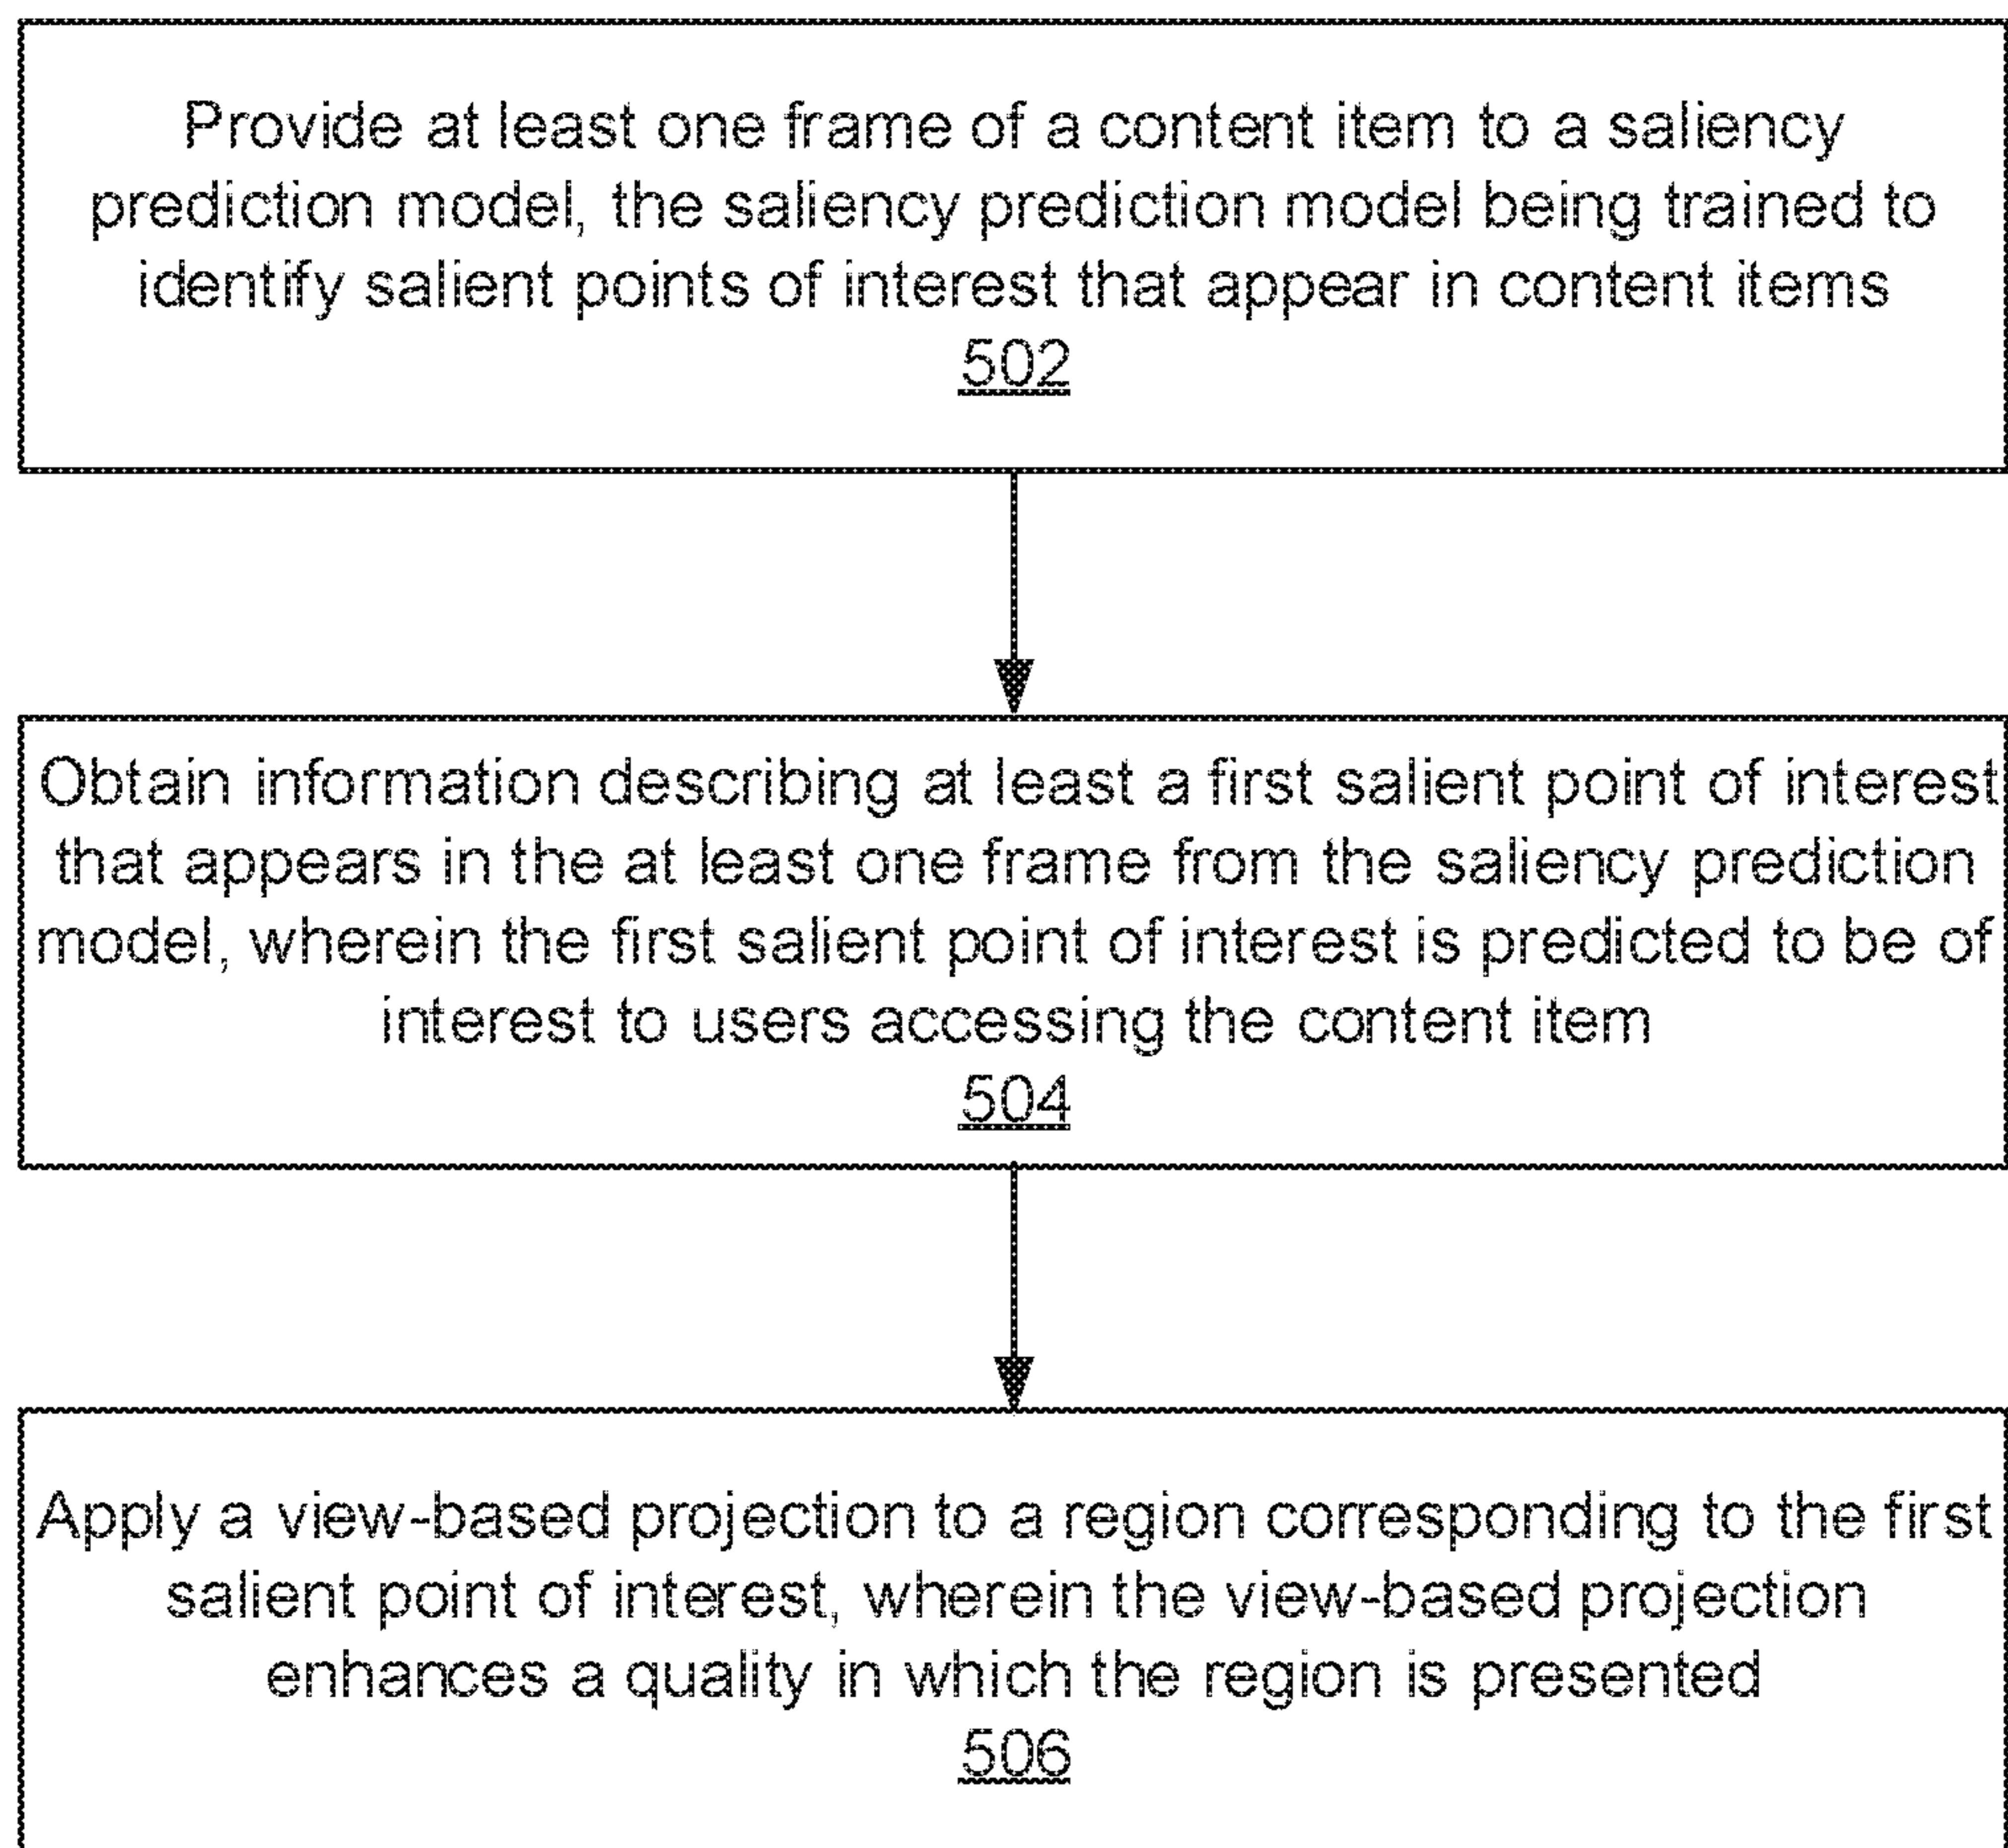 Provide at least one frame of a content item to a saliency
prediction model, the saliency prediction model being trained to
identify salient points of interest that appear in content items
502
Obtain information describing at least a first salient point of interest
that appears in the at least one frame from the saliency prediction
model, wherein the first salient point of interest is predicted to be of
interest to users accessing the content item
504
Apply a view-based projection to a region corresponding to the first
salient point of interest, wherein the view-based projection
enhances a quality in which the region is presented
506